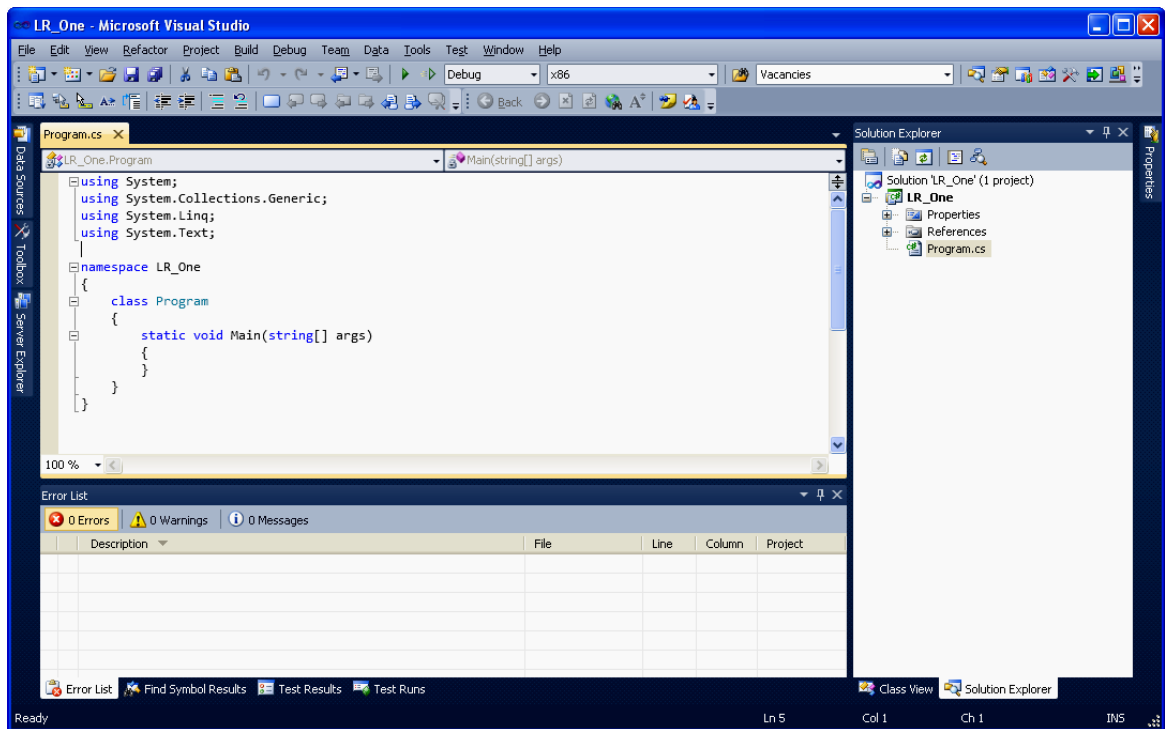 LR_One - Microsoft Visual Studio
File Edit View Refactor Project Build Debug Team Data Tools Test Window Help
Debug x86 Vacancies
Back
Data Sources
Toolbox
Server Explorer
Program.cs
LR_One.Program Main(string[] args)
using System;
using System.Collections.Generic;
using System.Linq;
using System.Text;
namespace LR_One
{
class Program
{
static void Main(string[] args)
{
}
}
}
100 %
Error List
0 Errors 0 Warnings 0 Messages
Description File Line Column Project
Error List Find Symbol Results Test Results Test Runs
Solution Explorer
Solution 'LR_One' (1 project)
LR_One
Properties
References
Program.cs
Class View Solution Explorer
Properties
Ready Ln 5 Col 1 Ch 1 INS